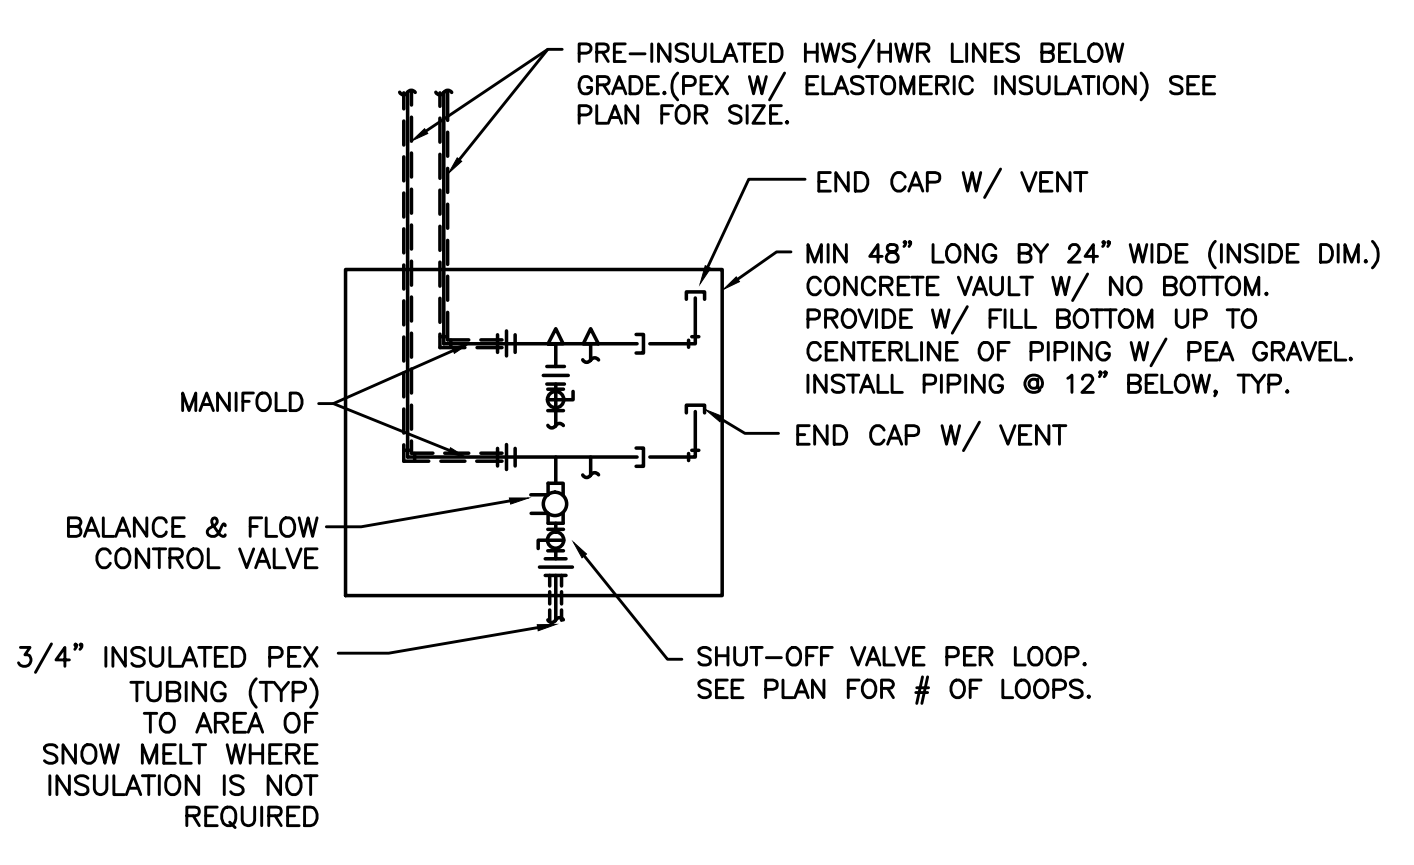 PRE-INSULATED HWS/HWR LINES BELOW
GRADE.(PEX W/ ELASTOMERIC INSULATION) SEE
PLAN FOR SIZE.
END CAP W/ VENT
MIN 48" LONG BY 24" WIDE (INSIDE DIM.)
CONCRETE VAULT W/ NO BOTTOM.
PROVIDE W/ FILL BOTTOM UP TO
CENTERLINE OF PIPING W/ PEA GRAVEL.
INSTALL PIPING @ 12" BELOW, TYP.
MANIFOLD
END CAP W/ VENT
BALANCE & FLOW
CONTROL VALVE
3/4" INSULATED PEX
TUBING (TYP)
TO AREA OF
SNOW MELT WHERE
INSULATION IS NOT
REQUIRED
SHUT-OFF VALVE PER LOOP.
SEE PLAN FOR # OF LOOPS.